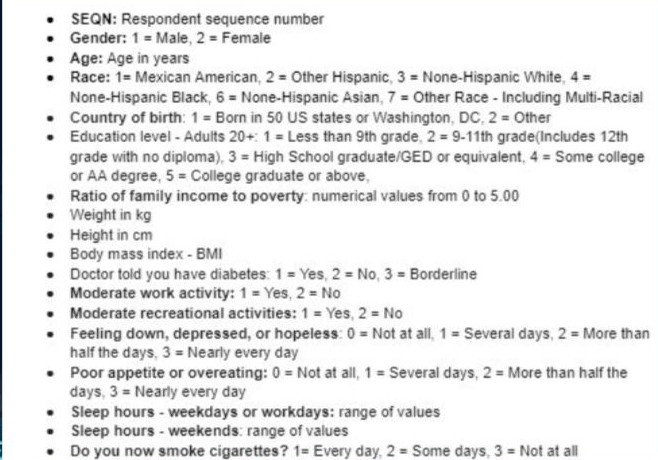 • SEQN: Respondent sequence number
• Gender: 1 = Male, 2 = Female
• Age: Age in years
• Race: 1= Mexican American, 2 = Other Hispanic, 3 = None-Hispanic White, 4 =
None-Hispanic Black, 6 = None-Hispanic Asian, 7 = Other Race - Including Multi-Racial
• Country of birth: 1 = Born in 50 US states or Washington, DC, 2 = Other
• Education level - Adults 20+: 1 = Less than 9th grade, 2 = 9-11th grade(Includes 12th
grade with no diploma), 3 = High School graduate/GED or equivalent, 4 = Some college
or AA degree, 5 = College graduate or above,
• Ratio of family income to poverty: numerical values from 0 to 5.00
• Weight in kg
• Height in cm
• Body mass index - BMI
• Doctor told you have diabetes: 1 = Yes, 2 = No, 3 = Borderline
• Moderate work activity: 1 = Yes, 2 = No
• Moderate recreational activities: 1 = Yes, 2 = No
• Feeling down, depressed, or hopeless: 0 = Not at all, 1 = Several days, 2 = More than
half the days, 3 = Nearly every day
• Poor appetite or overeating: 0 = Not at all, 1 = Several days, 2 = More than half the
days, 3 = Nearly every day
• Sleep hours - weekdays or workdays: range of values
• Sleep hours - weekends: range of values
• Do you now smoke cigarettes? 1= Every day, 2 = Some days, 3 = Not at all